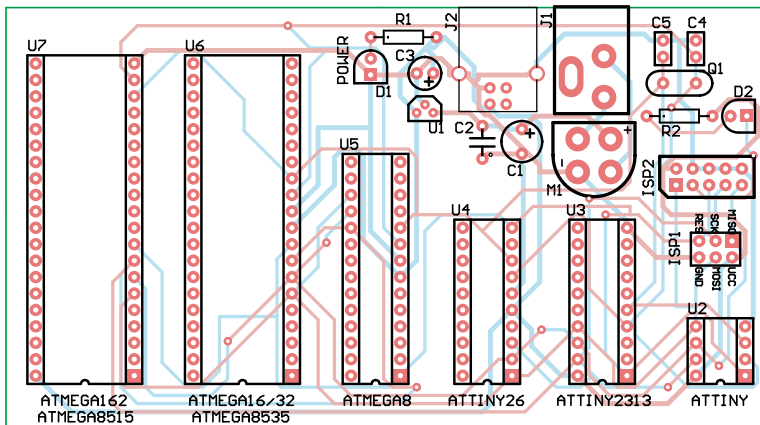 R1
J2
J1
C5 C4
U7
U6
POWER
C3
D1
Q1
D2
U1
C2
R2
+
+
+
-
C1
M1
U5
ISP2
U4
U3
ISP1
RES
SCK
MISO
GND
MOSI
VCC
U2
ATMEGA162
ATMEGA8515
ATMEGA16/32
ATMEGA8535
ATMEGA8
ATTINY26
ATTINY2313
ATTINY